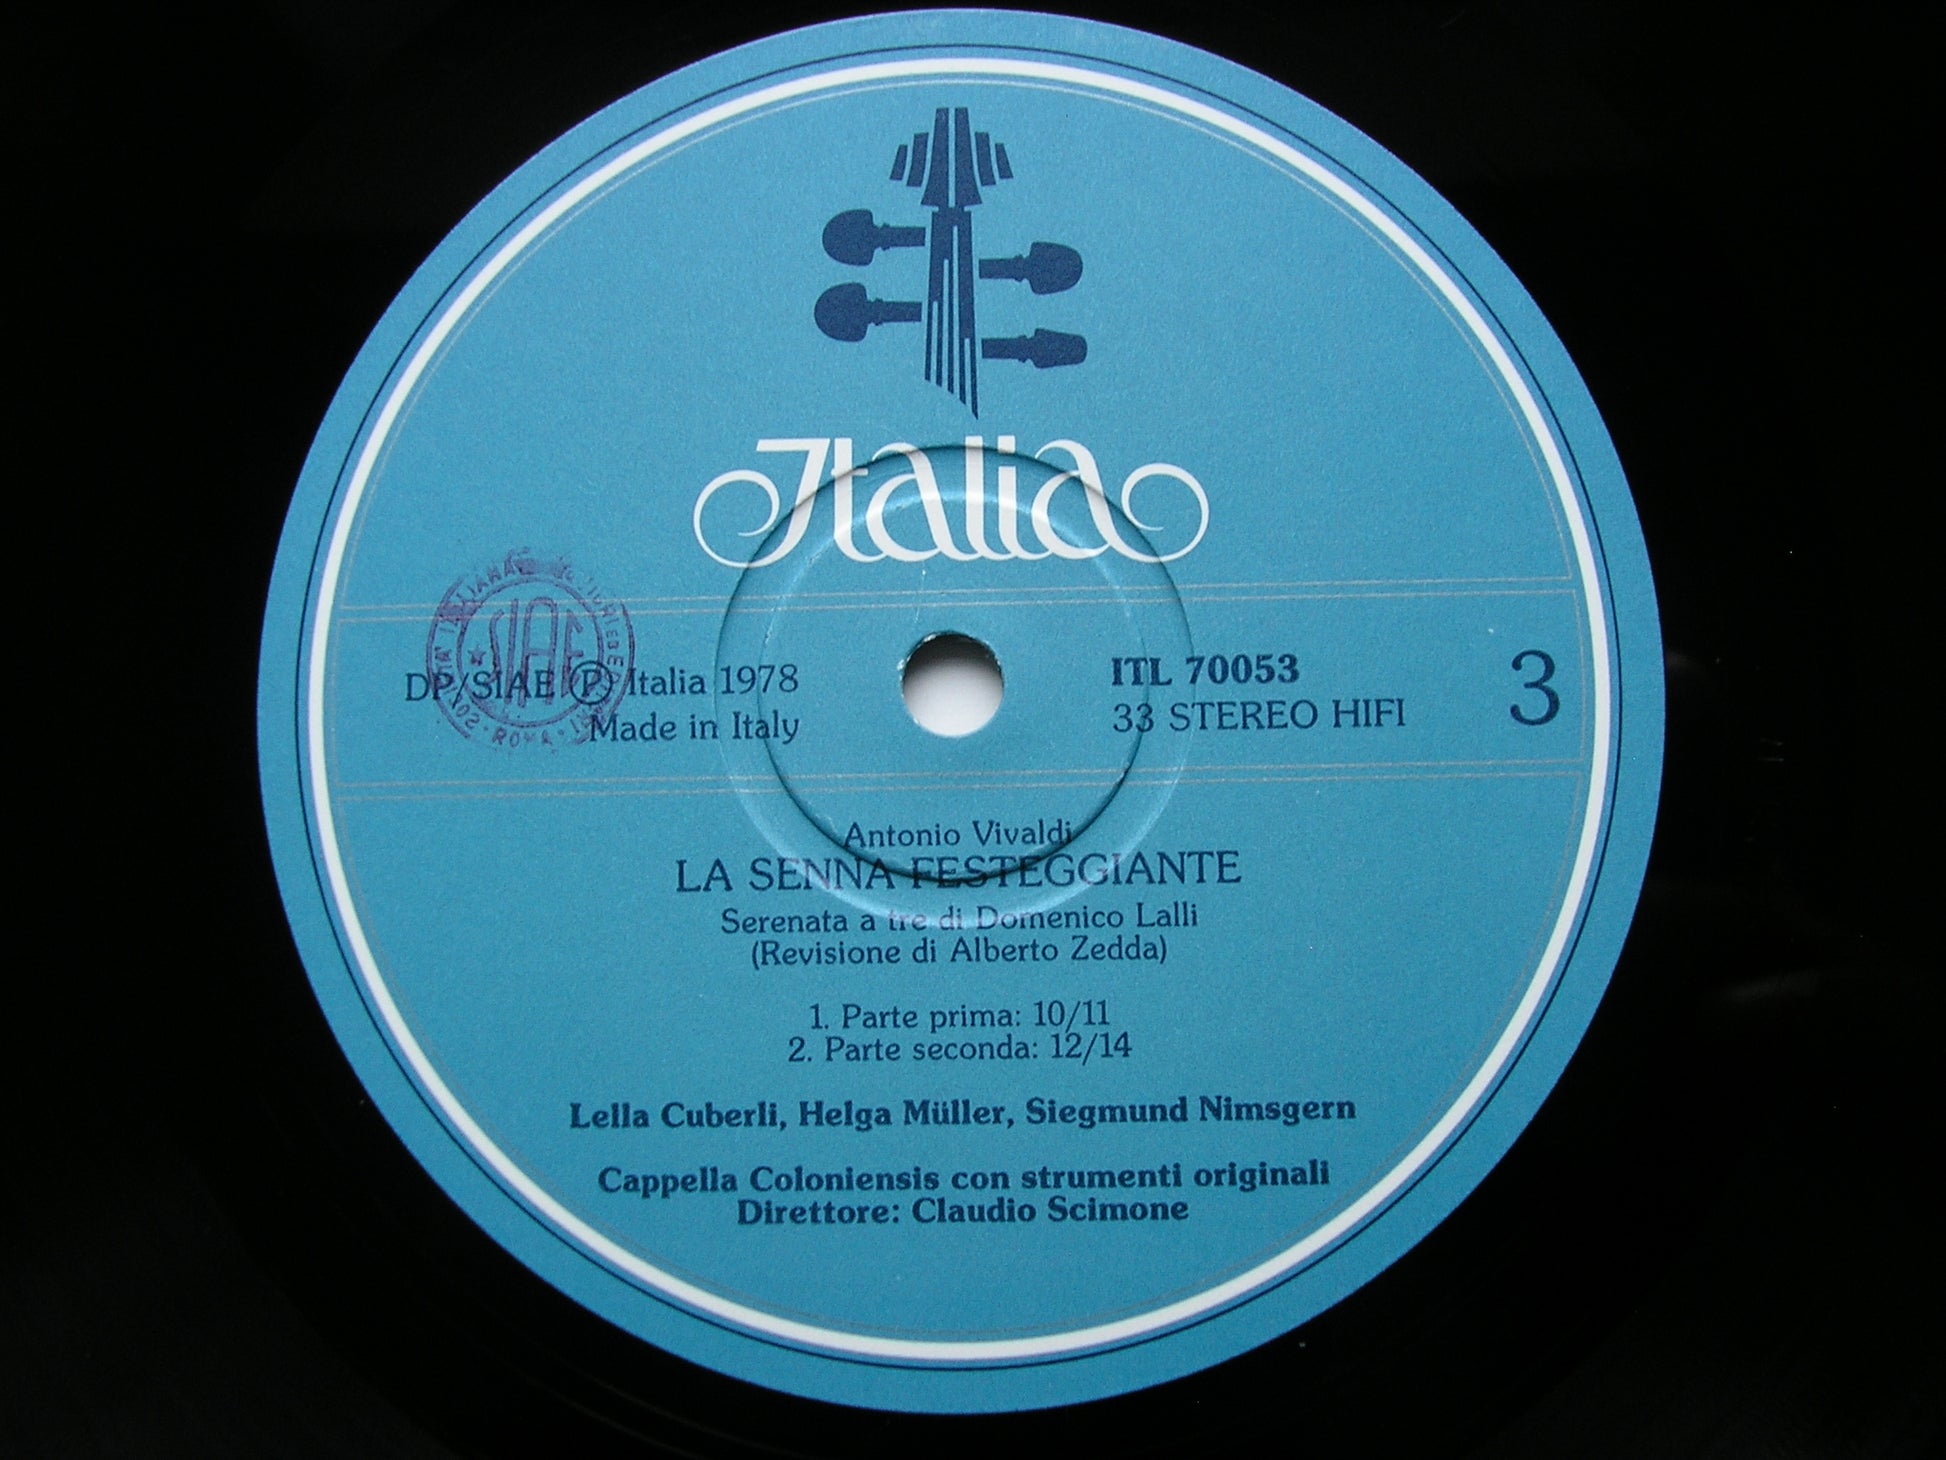 Italia
SIAE
ROMA
DP/SIAE Ⓟ Italia 1978
Made in Italy
ITL 70053
33 STEREO HIFI
3
Antonio Vivaldi
LA SENNA FESTEGGIANTE
Serenata a tre di Domenico Lalli
(Revisione di Alberto Zedda)
1. Parte prima: 10/11
2. Parte seconda: 12/14
Lella Cuberli, Helga Müller, Siegmund Nimsgern
Cappella Coloniensis con strumenti originali
Direttore: Claudio Scimone